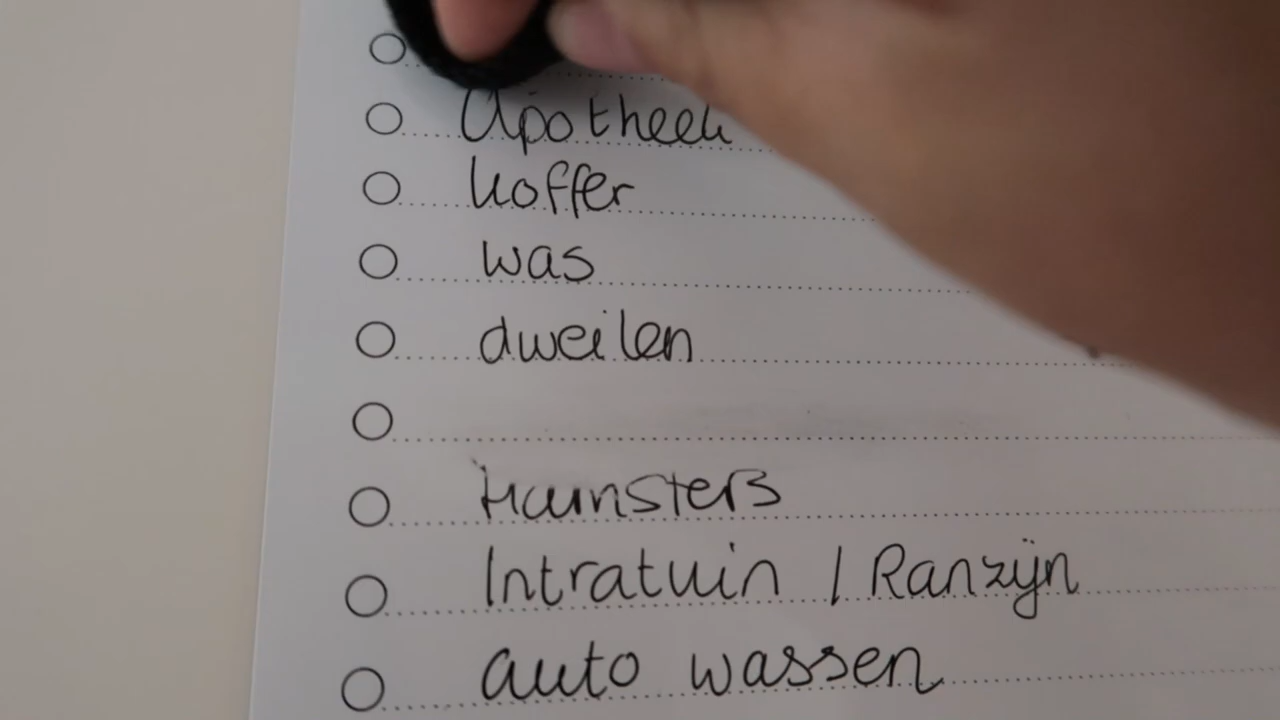 Apotheek
koffer
was
dweilen
Hamsters
Intratuin / Ranzijn
auto wassen